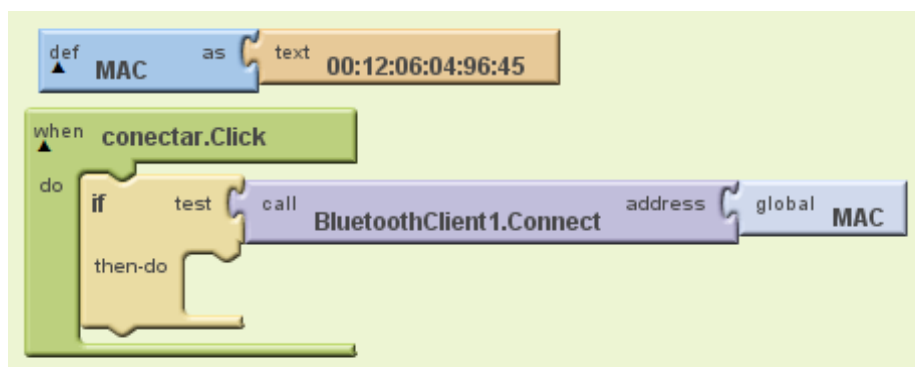 def MAC as text 00:12:06:04:96:45
when conectar.Click
do if test call BluetoothClient1.Connect address global MAC
then-do